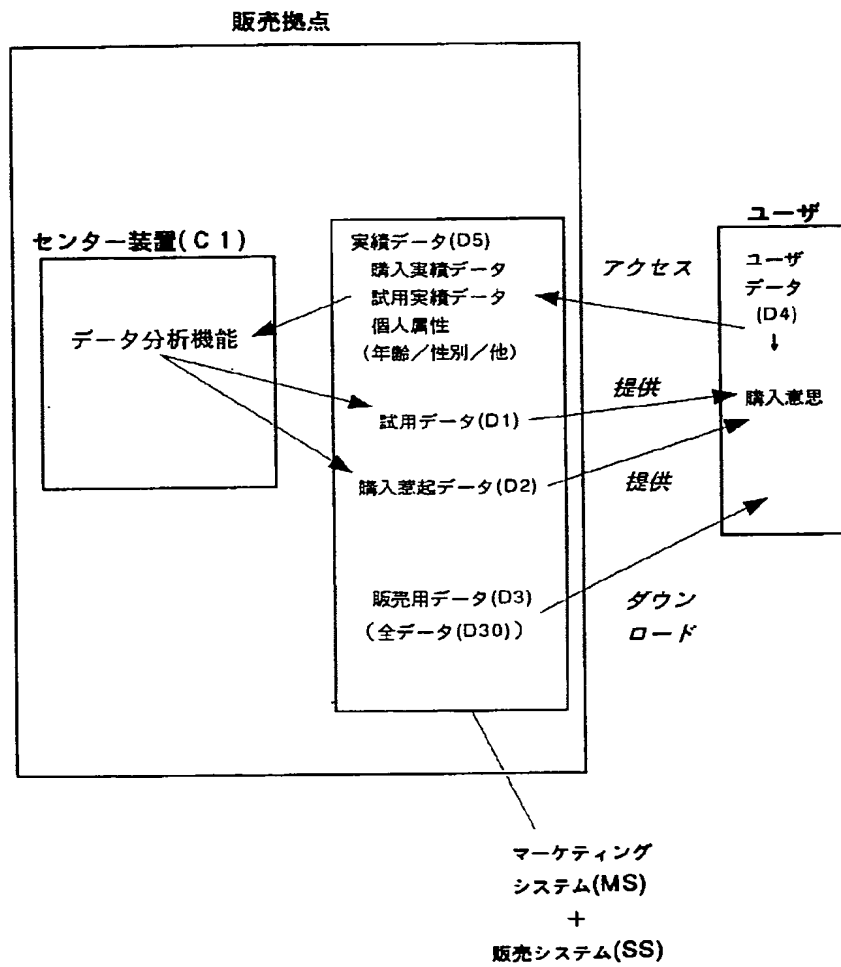 販売拠点
センター装置(C1)
データ分析機能
実績データ(D5)
購入実績データ
試用実績データ
個人属性
(年齢/性別/他)
試用データ(D1)
購入惹起データ(D2)
販売用データ(D3)
(全データ(D30))
アクセス
提供
提供
ダウン
ロード
ユーザ
ユーザ
データ
(D4)
↓
購入意思
マーケティング
システム(MS)
+
販売システム(SS)